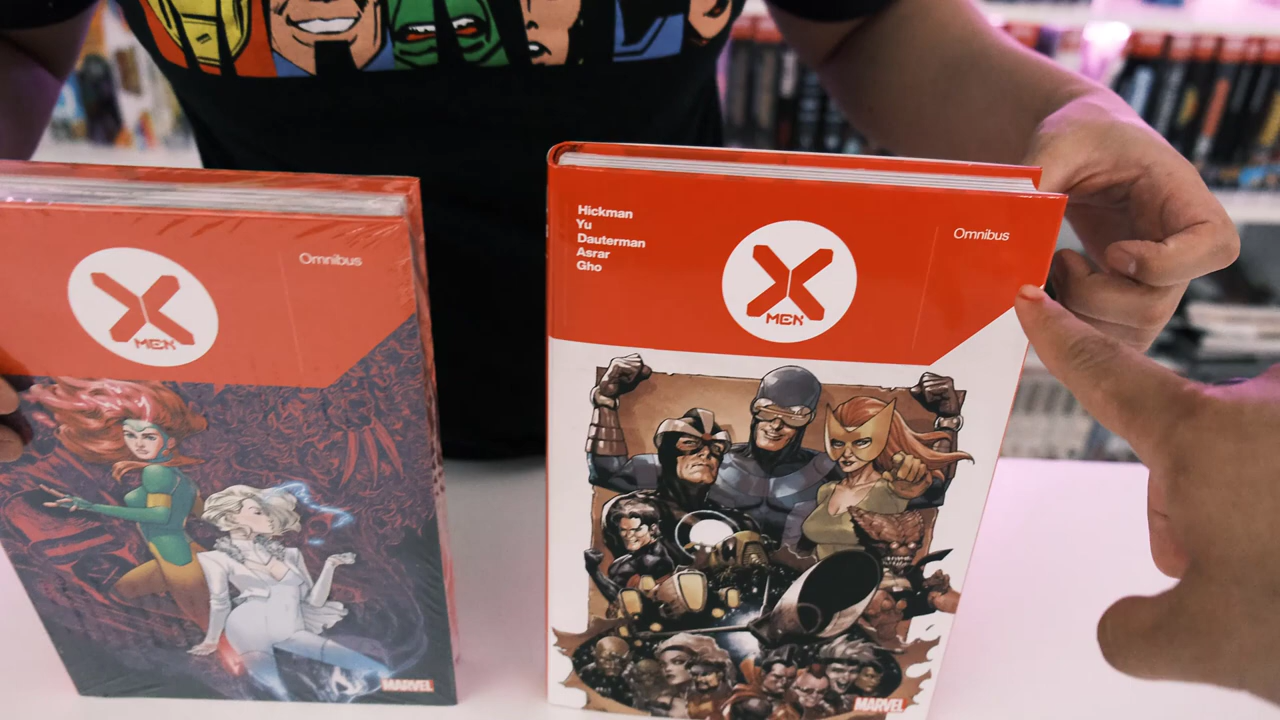 Omnibus
X
MEN
MARVEL
Hickman
Yu
Dauterman
Asrar
Gho
Omnibus
X
MEN
MARVEL